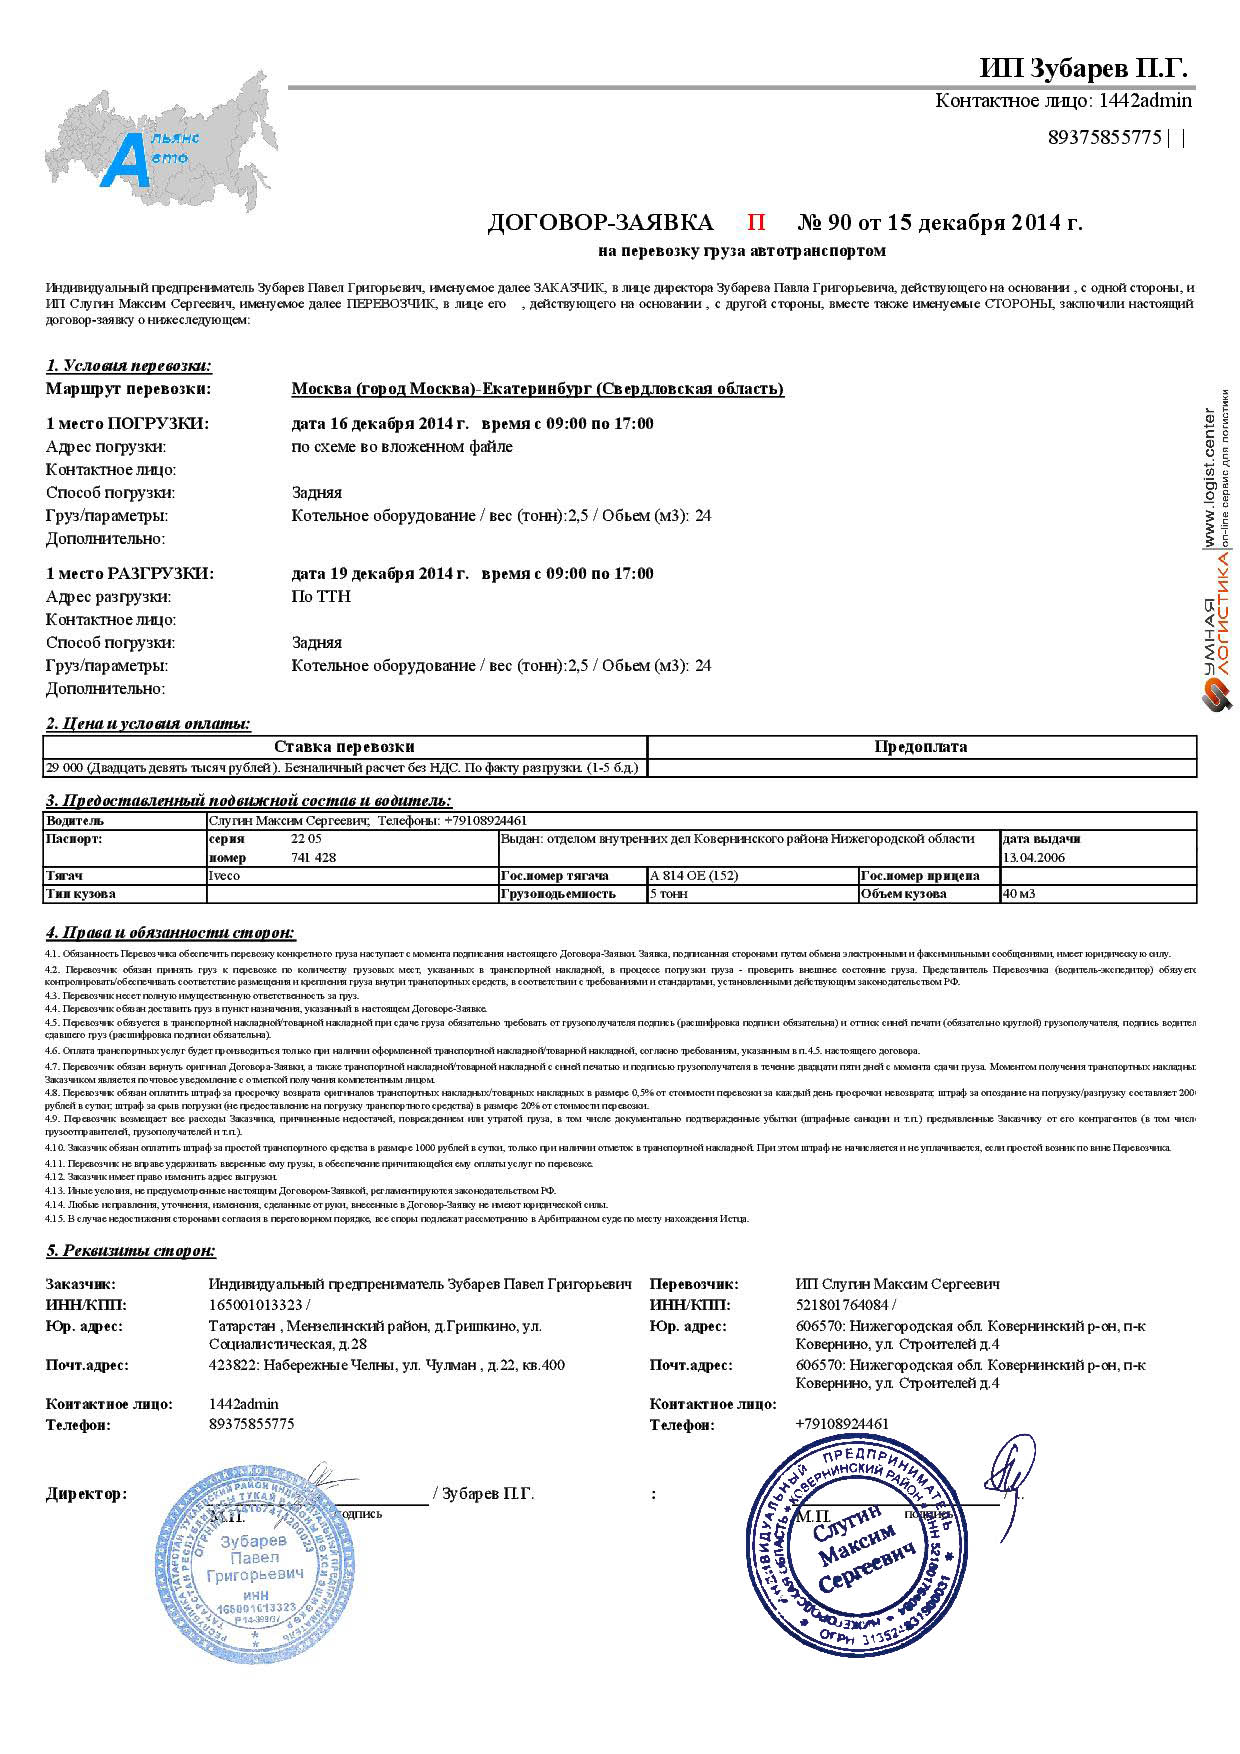 ИП Зубарев П.Г.
Контактное лицо: 1442admin
89375855775 | |
Альянс
Авто
ДОГОВОР-ЗАЯВКА П № 90 от 15 декабря 2014 г.
на перевозку груза автотранспортом
Индивидуальный предпрениматель Зубарев Павел Григорьевич, именуемое далее ЗАКАЗЧИК, в лице директора Зубарева Павла Григорьевича, действующего на основании , с одной стороны, и
ИП Слугин Максим Сергеевич, именуемое далее ПЕРЕВОЗЧИК, в лице его , действующего на основании , с другой стороны, вместе также именуемые СТОРОНЫ, заключили настоящий
договор-заявку о нижеследующем:
1. Условия перевозки:
Маршрут перевозки: Москва (город Москва)-Екатеринбург (Свердловская область)
1 место ПОГРУЗКИ: дата 16 декабря 2014 г. время с 09:00 по 17:00
Адрес погрузки: по схеме во вложенном файле
Контактное лицо:
Способ погрузки: Задняя
Груз/параметры: Котельное оборудование / вес (тонн):2,5 / Обьем (м3): 24
Дополнительно:
1 место РАЗГРУЗКИ: дата 19 декабря 2014 г. время с 09:00 по 17:00
Адрес разгрузки: По ТТН
Контактное лицо:
Способ погрузки: Задняя
Груз/параметры: Котельное оборудование / вес (тонн):2,5 / Обьем (м3): 24
Дополнительно:
УМНАЯ ЛОГИСТИКА
www.logist.center
on-line сервис для логистики
2. Цена и условия оплаты:
Ставка перевозки Предоплата
29 000 (Двадцать девять тысяч рублей ). Безналичный расчет без НДС. По факту разгрузки. (1-5 б.д.)
3. Предоставленный подвижной состав и водитель:
Водитель Слугин Максим Сергеевич; Телефоны: +79108924461
Паспорт: серия 22 05 Выдан: отделом внутренних дел Ковернинского района Нижегородской области дата выдачи
номер 741 428 13.04.2006
Тягач Iveco Гос.номер тягача А 814 ОЕ (152) Гос.номер прицепа
Тип кузова Грузоподьемность 5 тонн Объем кузова 40 м3
4. Права и обязанности сторон:
4.1. Обязанность Перевозчика обеспечить перевозку конкретного груза наступает с момента подписания настоящего Договора-Заявки. Заявка, подписанная сторонами путем обмена электронными и факсимильными сообщениями, имеет юридическую силу.
4.2. Перевозчик обязан принять груз к перевозке по количеству грузовых мест, указанных в транспортной накладной, в процессе погрузки груза - проверить внешнее состояние груза. Представитель Перевозчика (водитель-экспедитор) обязуетс
контролировать/обеспечивать соответствие размещения и крепления груза внутри транспортных средств, в соответствии с требованиями и стандартами, установленными действующим законодательством РФ.
4.3. Перевозчик несет полную имущественную ответственность за груз.
4.4. Перевозчик обязан доставить груз в пункт назначения, указанный в настоящем Договоре-Заявке.
4.5. Перевозчик обязуется в транспортной накладной/товарной накладной при сдаче груза обязательно требовать от грузополучателя подпись (расшифровка подписи обязательна) и оттиск синей печати (обязательно круглой) грузополучателя, подпись водител
сдавшего груз (расшифровка подписи обязательна).
4.6. Оплата транспортных услуг будет производиться только при наличии оформленной транспортной накладной/товарной накладной, согласно требованиям, указанным в п.4.5. настоящего договора.
4.7. Перевозчик обязан вернуть оригинал Договора-Заявки, а также транспортной накладной/товарной накладной с синей печатью и подписью грузополучателя в течение двадцати пяти дней с момента сдачи груза. Моментом получения транспортных накладны
Заказчиком является почтовое уведомление с отметкой получения компетентным лицом.
4.8. Перевозчик обязан оплатить штраф за просрочку возврата оригиналов транспортных накладных/товарных накладных в размере 0,5% от стоимости перевозки за каждый день просрочки невозврата; штраф за опоздание на погрузку/разгрузку составляет 200
рублей в сутки; штраф за срыв погрузки (не предоставление на погрузку транспортного средства) в размере 20% от стоимости перевозки.
4.9. Перевозчик возмещает все расходы Заказчика, причиненные недостачей, повреждением или утратой груза, в том числе документально подтвержденные убытки (штрафные санкции и т.п.) предъявленные Заказчику от его контрагентов (в том числ
грузоотправителей, грузополучателей и т.п.).
4.10. Заказчик обязан оплатить штраф за простой транспортного средства в размере 1000 рублей в сутки, только при наличии отметок в транспортной накладной. При этом штраф не начисляется и не уплачивается, если простой возник по вине Перевозчика.
4.11. Перевозчик не вправе удерживать вверенные ему грузы, в обеспечение причитающейся ему оплаты услуг по перевозке.
4.12. Заказчик имеет право изменить адрес выгрузки.
4.13. Иные условия, не предусмотренные настоящим Договором-Заявкой, регламентируются законодательством РФ.
4.14. Любые исправления, уточнения, изменения, сделанные от руки, внесенные в Договор-Заявку не имеют юридической силы.
4.15. В случае недостижения сторонами согласия в переговорном порядке, все споры подлежат рассмотрению в Арбитражном суде по месту нахождения Истца.
5. Реквизиты сторон:
Заказчик: Индивидуальный предпрениматель Зубарев Павел Григорьевич Перевозчик: ИП Слугин Максим Сергеевич
ИНН/КПП: 165001013323 / ИНН/КПП: 521801764084 /
Юр. адрес: Татарстан , Мензелинский район, д.Гришкино, ул. Юр. адрес: 606570: Нижегородская обл. Ковернинский р-он, п-к
Социалистическая, д.28 Ковернино, ул. Строителей д.4
Почт.адрес: 423822: Набережные Челны, ул. Чулман , д.22, кв.400 Почт.адрес: 606570: Нижегородская обл. Ковернинский р-он, п-к
Ковернино, ул. Строителей д.4
Контактное лицо: 1442admin Контактное лицо:
Телефон: 89375855775 Телефон: +79108924461
Директор: / Зубарев П.Г. : /
М.П. подпись М.П. подпись
Зубарев
Павел
Григорьевич
ИНН
165001013323
ИНДИВИДУАЛЬНЫЙ ПРЕДПРИНИМАТЕЛЬ
НИЖЕГОРОДСКАЯ ОБЛАСТЬ * КОВЕРНИНСКИЙ РАЙОН * ИНН 521801764084
Слугин
Максим
Сергеевич